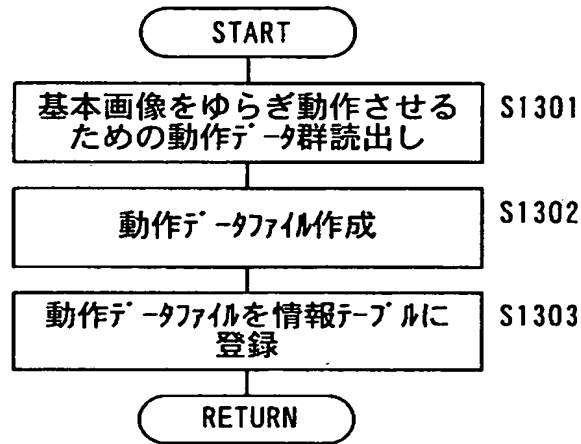 START
基本画像をゆらぎ動作させる
ための動作ﾃﾞｰﾀ群読出し
S1301
動作ﾃﾞｰﾀﾌｧｲﾙ作成
S1302
動作ﾃﾞｰﾀﾌｧｲﾙを情報ﾃｰﾌﾞﾙに
登録
S1303
RETURN